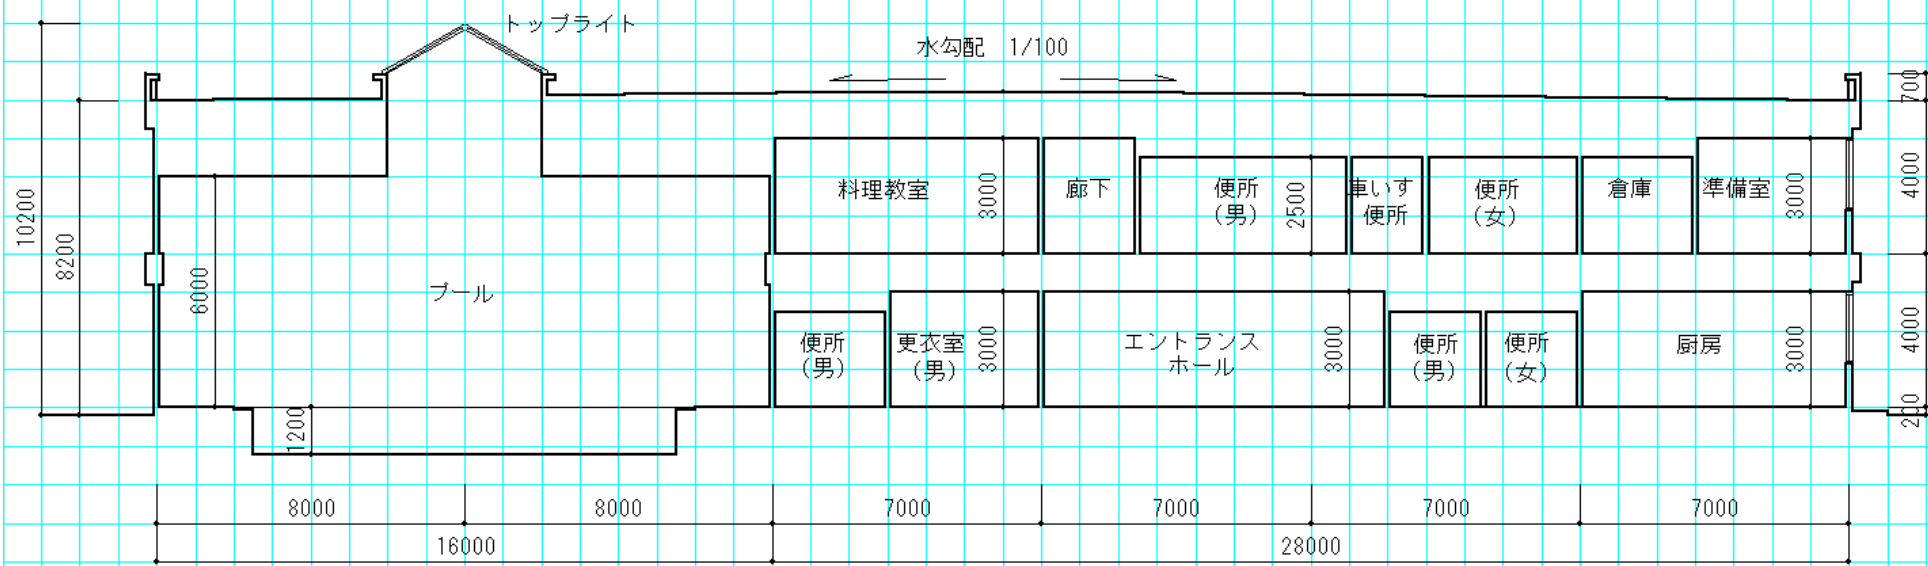 トップライト
水勾配 1/100
700
10200
8200
6000
料理教室
3000
廊下
便所
(男)
2500
車いす
便所
便所
(女)
倉庫
準備室
3000
4000
プール
便所
(男)
更衣室
(男)
3000
エントランス
ホール
3000
便所
(男)
便所
(女)
厨房
3000
4000
1200
200
8000
8000
7000
7000
7000
7000
16000
28000